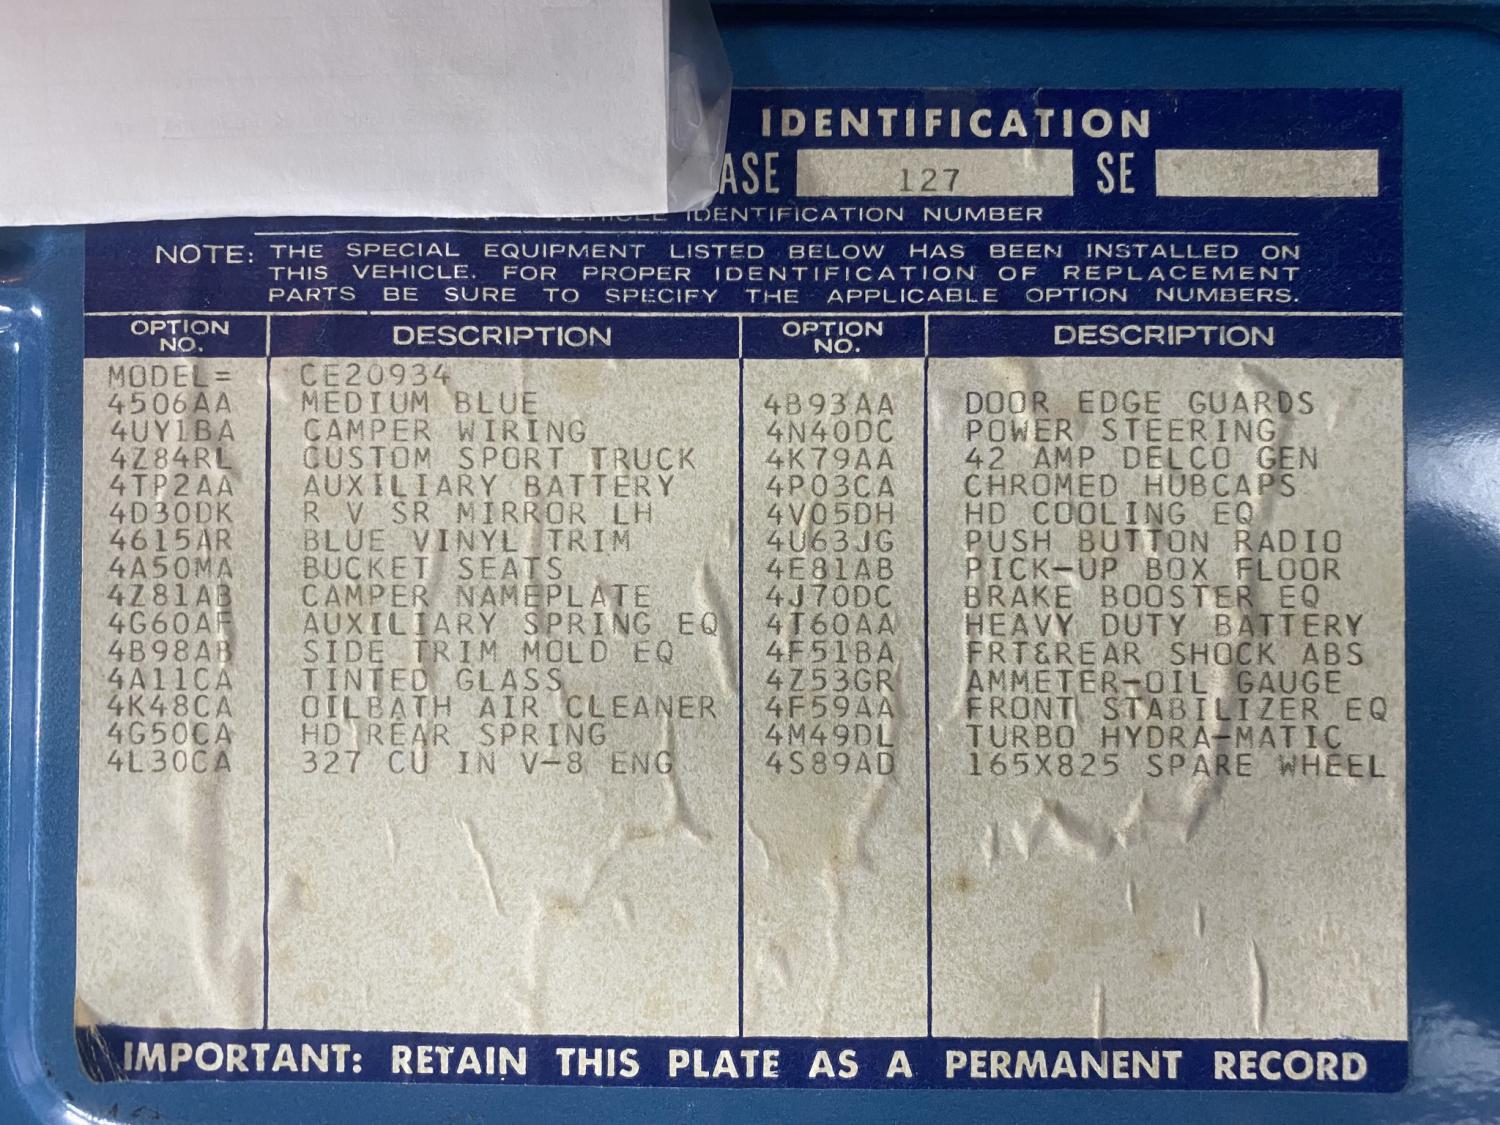 IDENTIFICATION
ASE 127 SE
VEHICLE IDENTIFICATION NUMBER
NOTE: THE SPECIAL EQUIPMENT LISTED BELOW HAS BEEN INSTALLED ON
THIS VEHICLE. FOR PROPER IDENTIFICATION OF REPLACEMENT
PARTS BE SURE TO SPECIFY THE APPLICABLE OPTION NUMBERS.
OPTION NO. DESCRIPTION OPTION NO. DESCRIPTION
MODEL= CE20934
4506AA MEDIUM BLUE 4B93AA DOOR EDGE GUARDS
4UY1BA CAMPER WIRING 4N40DC POWER STEERING
4Z84RL CUSTOM SPORT TRUCK 4K79AA 42 AMP DELCO GEN
4TP2AA AUXILIARY BATTERY 4P03CA CHROMED HUBCAPS
4D30DK R V SR MIRROR LH 4V05DH HD COOLING EQ
4615AR BLUE VINYL TRIM 4U63JG PUSH BUTTON RADIO
4A50MA BUCKET SEATS 4E81AB PICK-UP BOX FLOOR
4Z81AB CAMPER NAMEPLATE 4J70DC BRAKE BOOSTER EQ
4G60AF AUXILIARY SPRING EQ 4T60AA HEAVY DUTY BATTERY
4B98AB SIDE TRIM MOLD EQ 4F51BA FRT&REAR SHOCK ABS
4A11CA TINTED GLASS 4Z53GR AMMETER-OIL GAUGE
4K48CA OILBATH AIR CLEANER 4F59AA FRONT STABILIZER EQ
4G50CA HD REAR SPRING 4M49DL TURBO HYDRA-MATIC
4L30CA 327 CU IN V-8 ENG 4S89AD 165X825 SPARE WHEEL
IMPORTANT: RETAIN THIS PLATE AS A PERMANENT RECORD